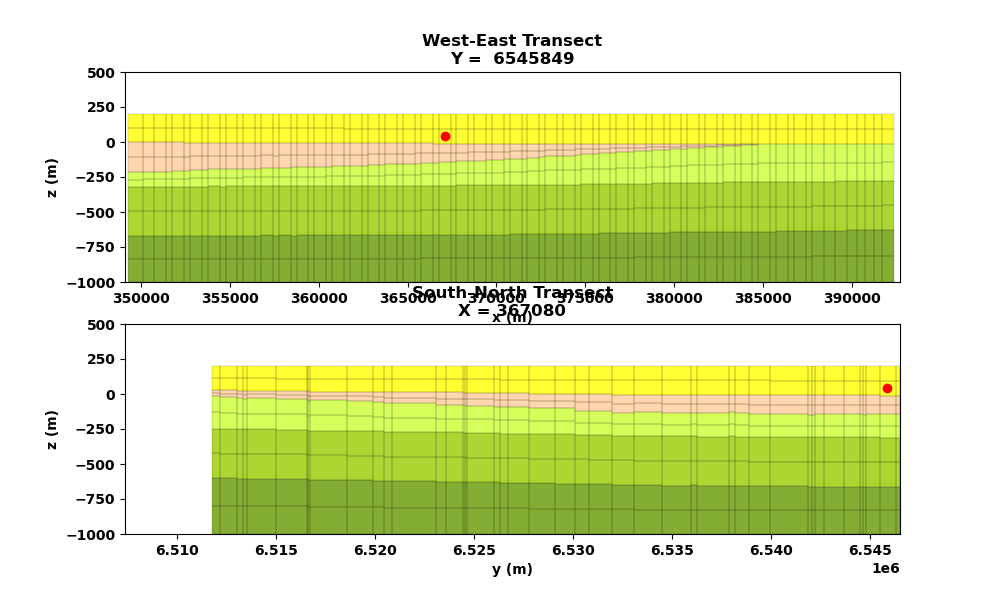 West-East Transect
Y =  6545849
500
250
0
−250
−500
−750
−1000
z (m)
350000 355000 360000 365000 370000 375000 380000 385000 390000
x (m)
South-North Transect
X = 367080
500
250
0
−250
−500
−750
−1000
z (m)
6.510 6.515 6.520 6.525 6.530 6.535 6.540 6.545
1e6
y (m)